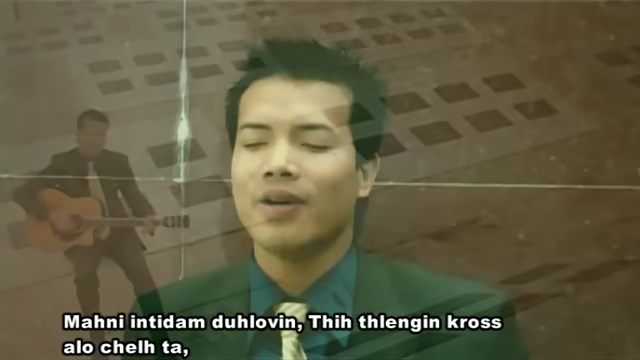 Mahni intidam duhlovin, Thih thlengin kross
alo chelh ta,